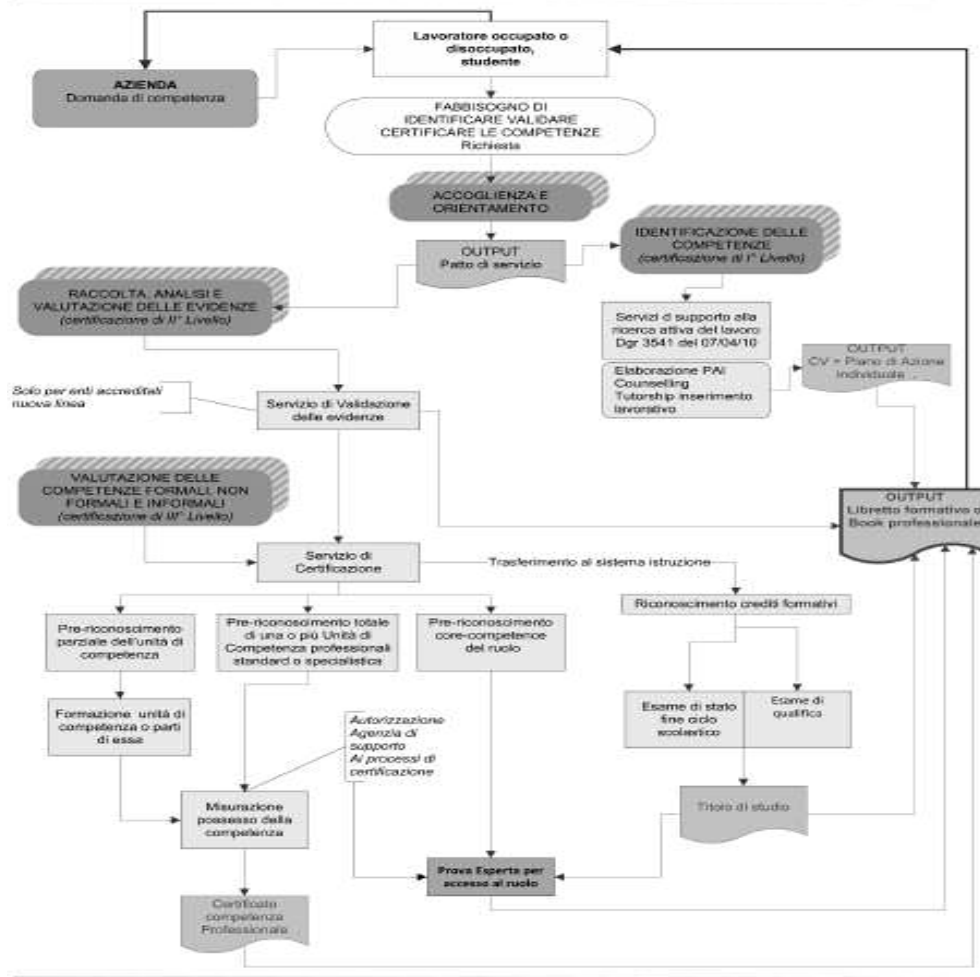 Lavoratore occupato o
disoccupato,
studente
AZIENDA
Domanda di competenza
FABBISOGNO DI
IDENTIFICARE VALIDARE
CERTIFICARE LE COMPETENZE
Richiesta
ACCOGLIENZA E
ORIENTAMENTO
OUTPUT
Patto di servizio
IDENTIFICAZIONE DELLE
COMPETENZE
(certificazione di I° Livello)
RACCOLTA, ANALISI E
VALUTAZIONE DELLE EVIDENZE
(certificazione di II° Livello)
Servizi d supporto alla
ricerca attiva del lavoro
Dgr 3541 del 07/04/10
OUTPUT
CV = Piano di Azione
Individuale
Elaborazione PAI
Counselling
Tutorship inserimento
lavorativo
Solo per enti accreditati
nuova linea
Servizio di Validazione
delle evidenze
VALUTAZIONE DELLE
COMPETENZE FORMALI, NON
FORMALI E INFORMALI
(certificazione di III° Livello)
OUTPUT
Libretto formativo o
Book professionale
Servizio di
Certificazione
Trasferimento al sistema istruzione
Riconoscimento crediti formativi
Pre-riconoscimento
parziale dell'unità di
competenza
Pre-riconoscimento totale
di una o più Unità di
Competenza professionali
standard o specialistica
Pre-riconoscimento
core-competence
del ruolo
Formazione unità di
competenza o parti
di essa
Esame di stato
fine ciclo
scolastico
Esame di
qualifica
Autorizzazione
Agenzia di
supporto
Ai processi di
certificazione
Misurazione
possesso della
competenza
Titolo di studio
Prova Esperta per
accesso al ruolo
Certificato
competenza
Professionale